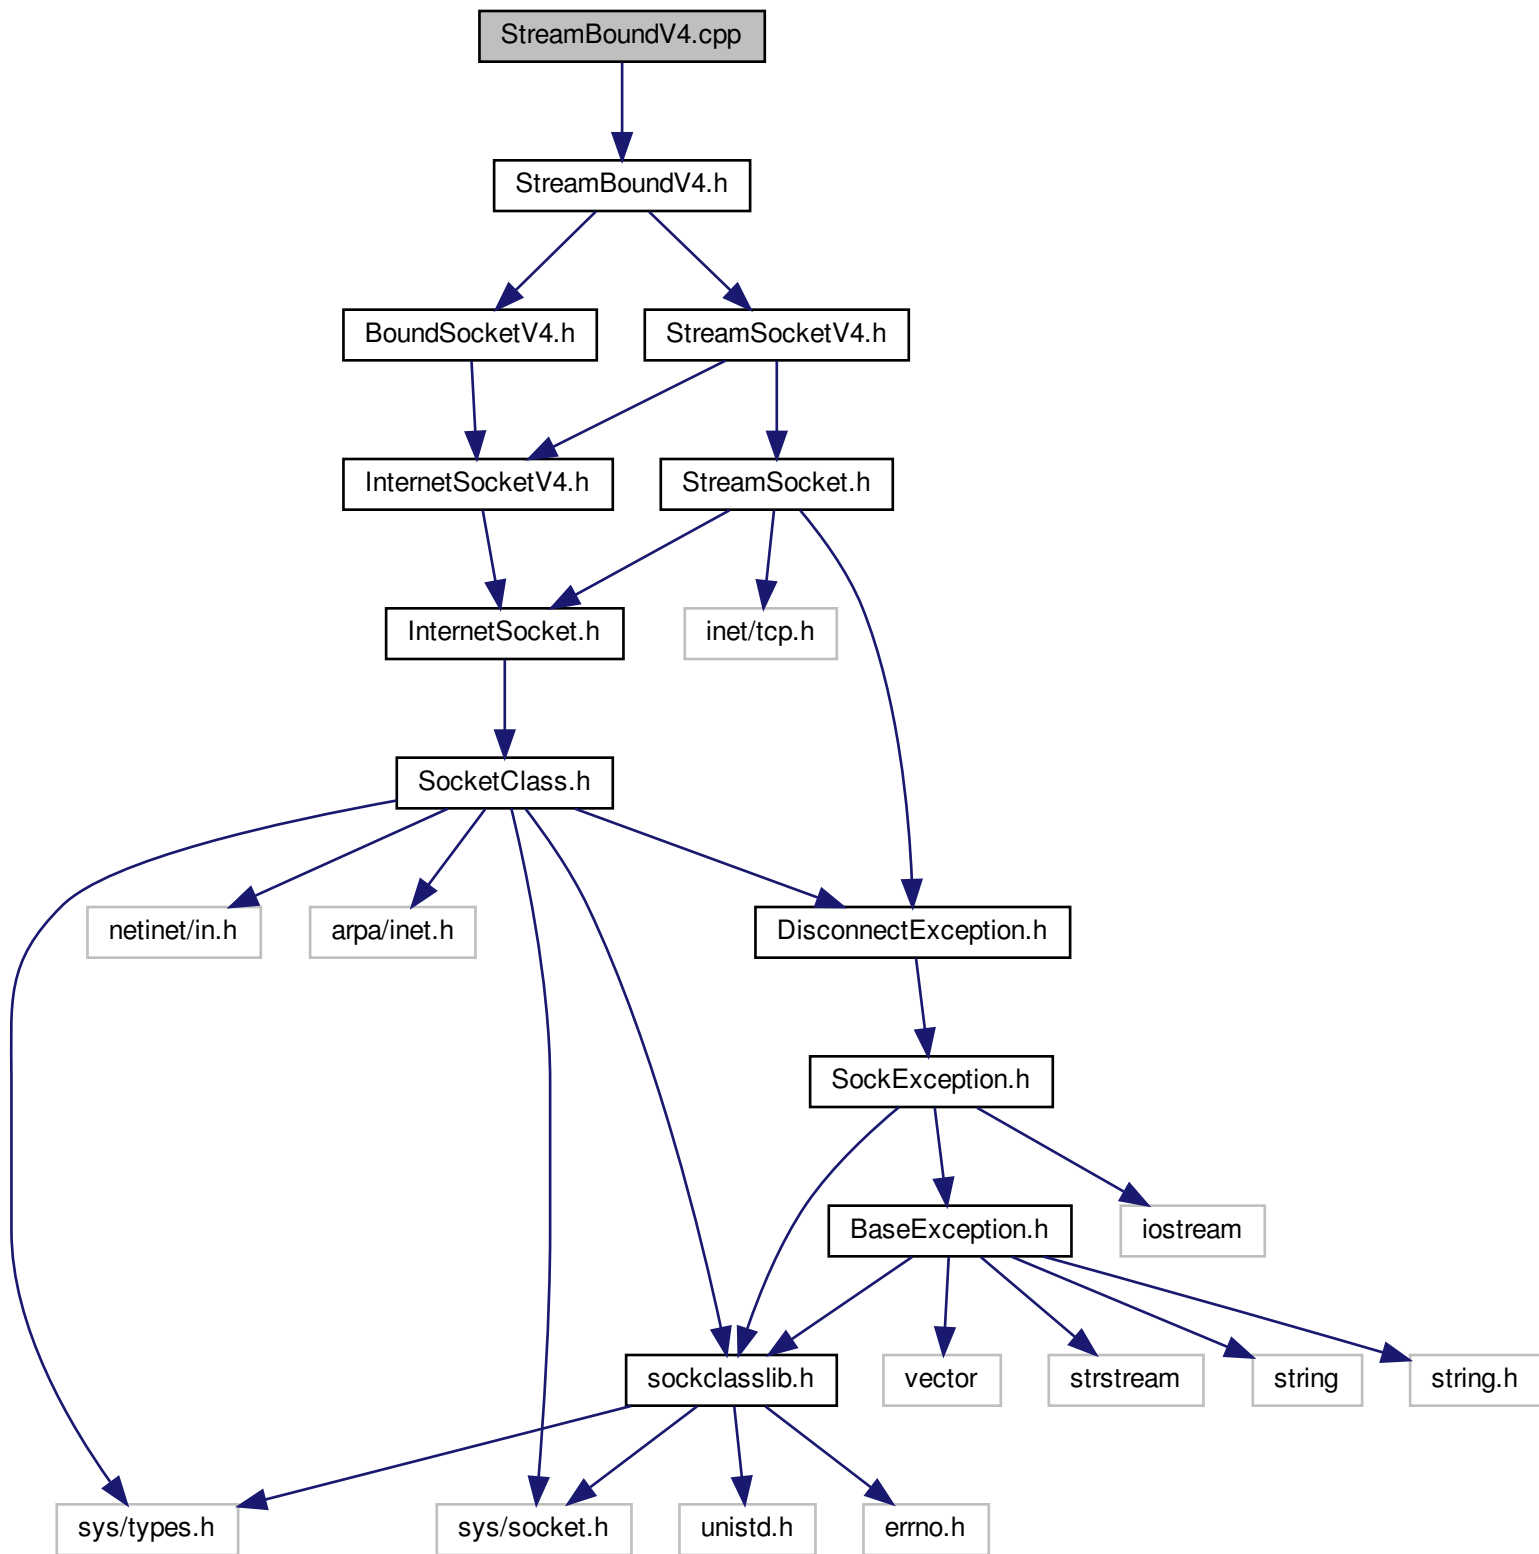 StreamBoundV4.cpp
StreamBoundV4.h
BoundSocketV4.h
StreamSocketV4.h
InternetSocketV4.h
StreamSocket.h
InternetSocket.h
inet/tcp.h
SocketClass.h
netinet/in.h
arpa/inet.h
DisconnectException.h
SockException.h
BaseException.h
iostream
sockclasslib.h
vector
strstream
string
string.h
sys/types.h
sys/socket.h
unistd.h
errno.h